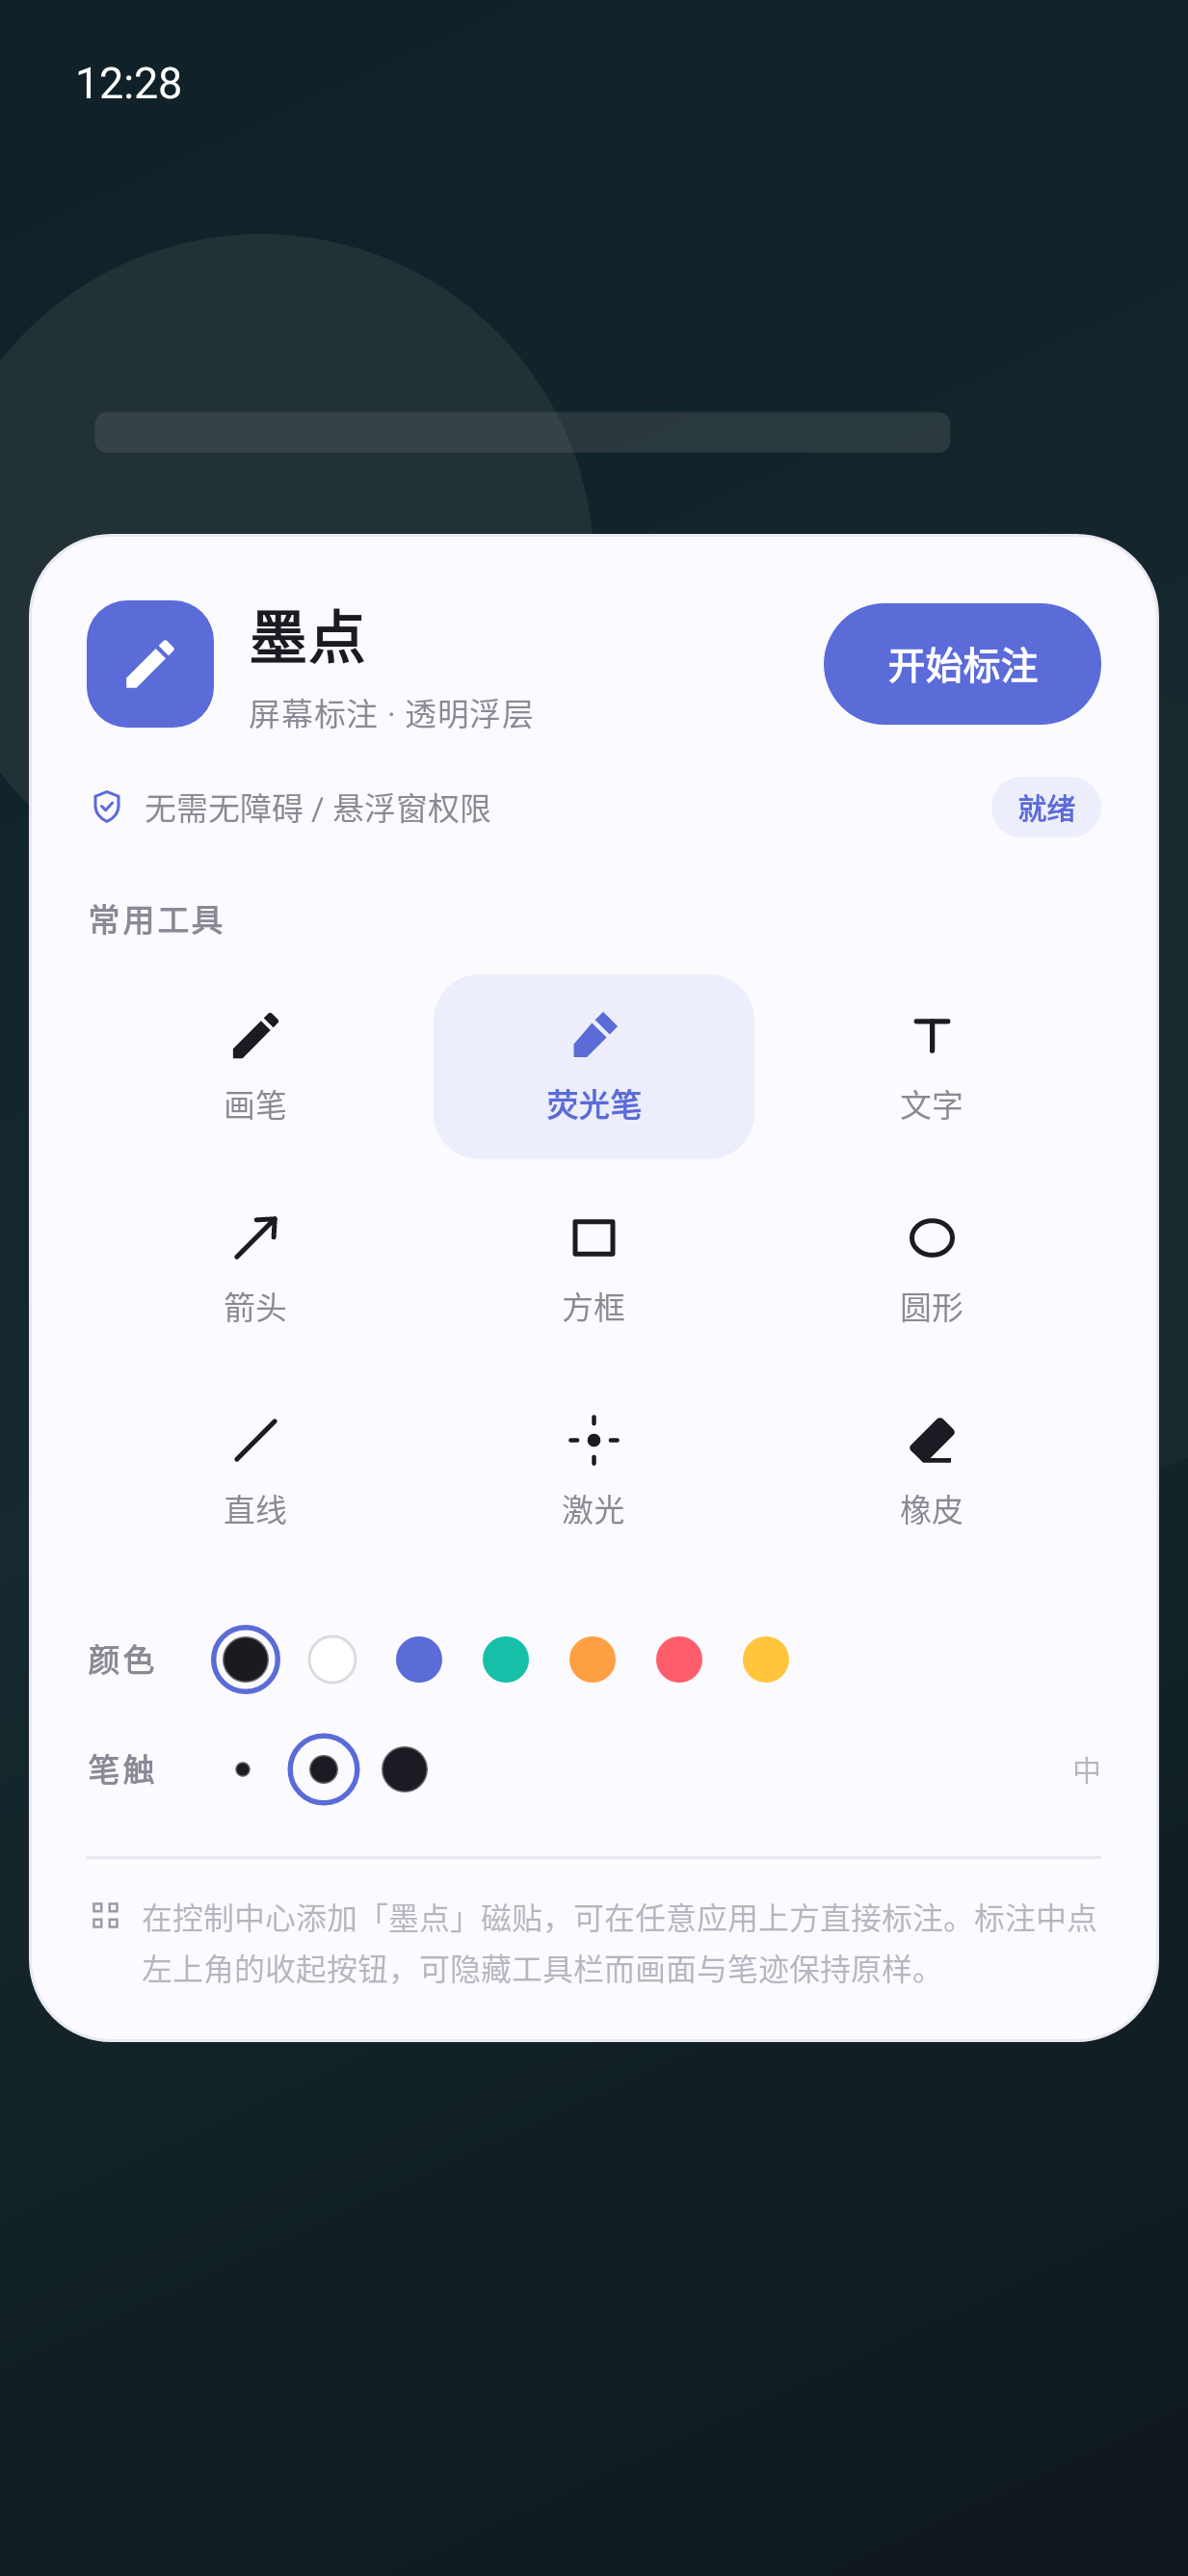 12:28
墨点
屏幕标注 · 透明浮层
开始标注
无需无障碍 / 悬浮窗权限
就绪
常用工具
画笔
荧光笔
文字
箭头
方框
圆形
直线
激光
橡皮
颜色
笔触
中
在控制中心添加「墨点」磁贴，可在任意应用上方直接标注。标注中点
左上角的收起按钮，可隐藏工具栏而画面与笔迹保持原样。